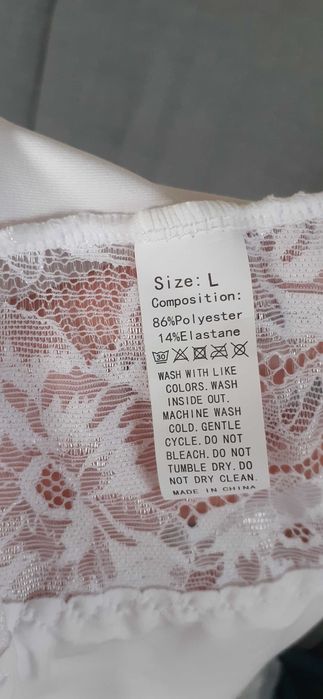 Size: L
Composition:
86%Polyester
14%Elastane
30
WASH WITH LIKE
COLORS. WASH
INSIDE OUT.
MACHINE WASH
COLD. GENTLE
CYCLE. DO NOT
BLEACH. DO NOT
TUMBLE DRY. DO
NOT DRY CLEAN.
MADE IN CHINA